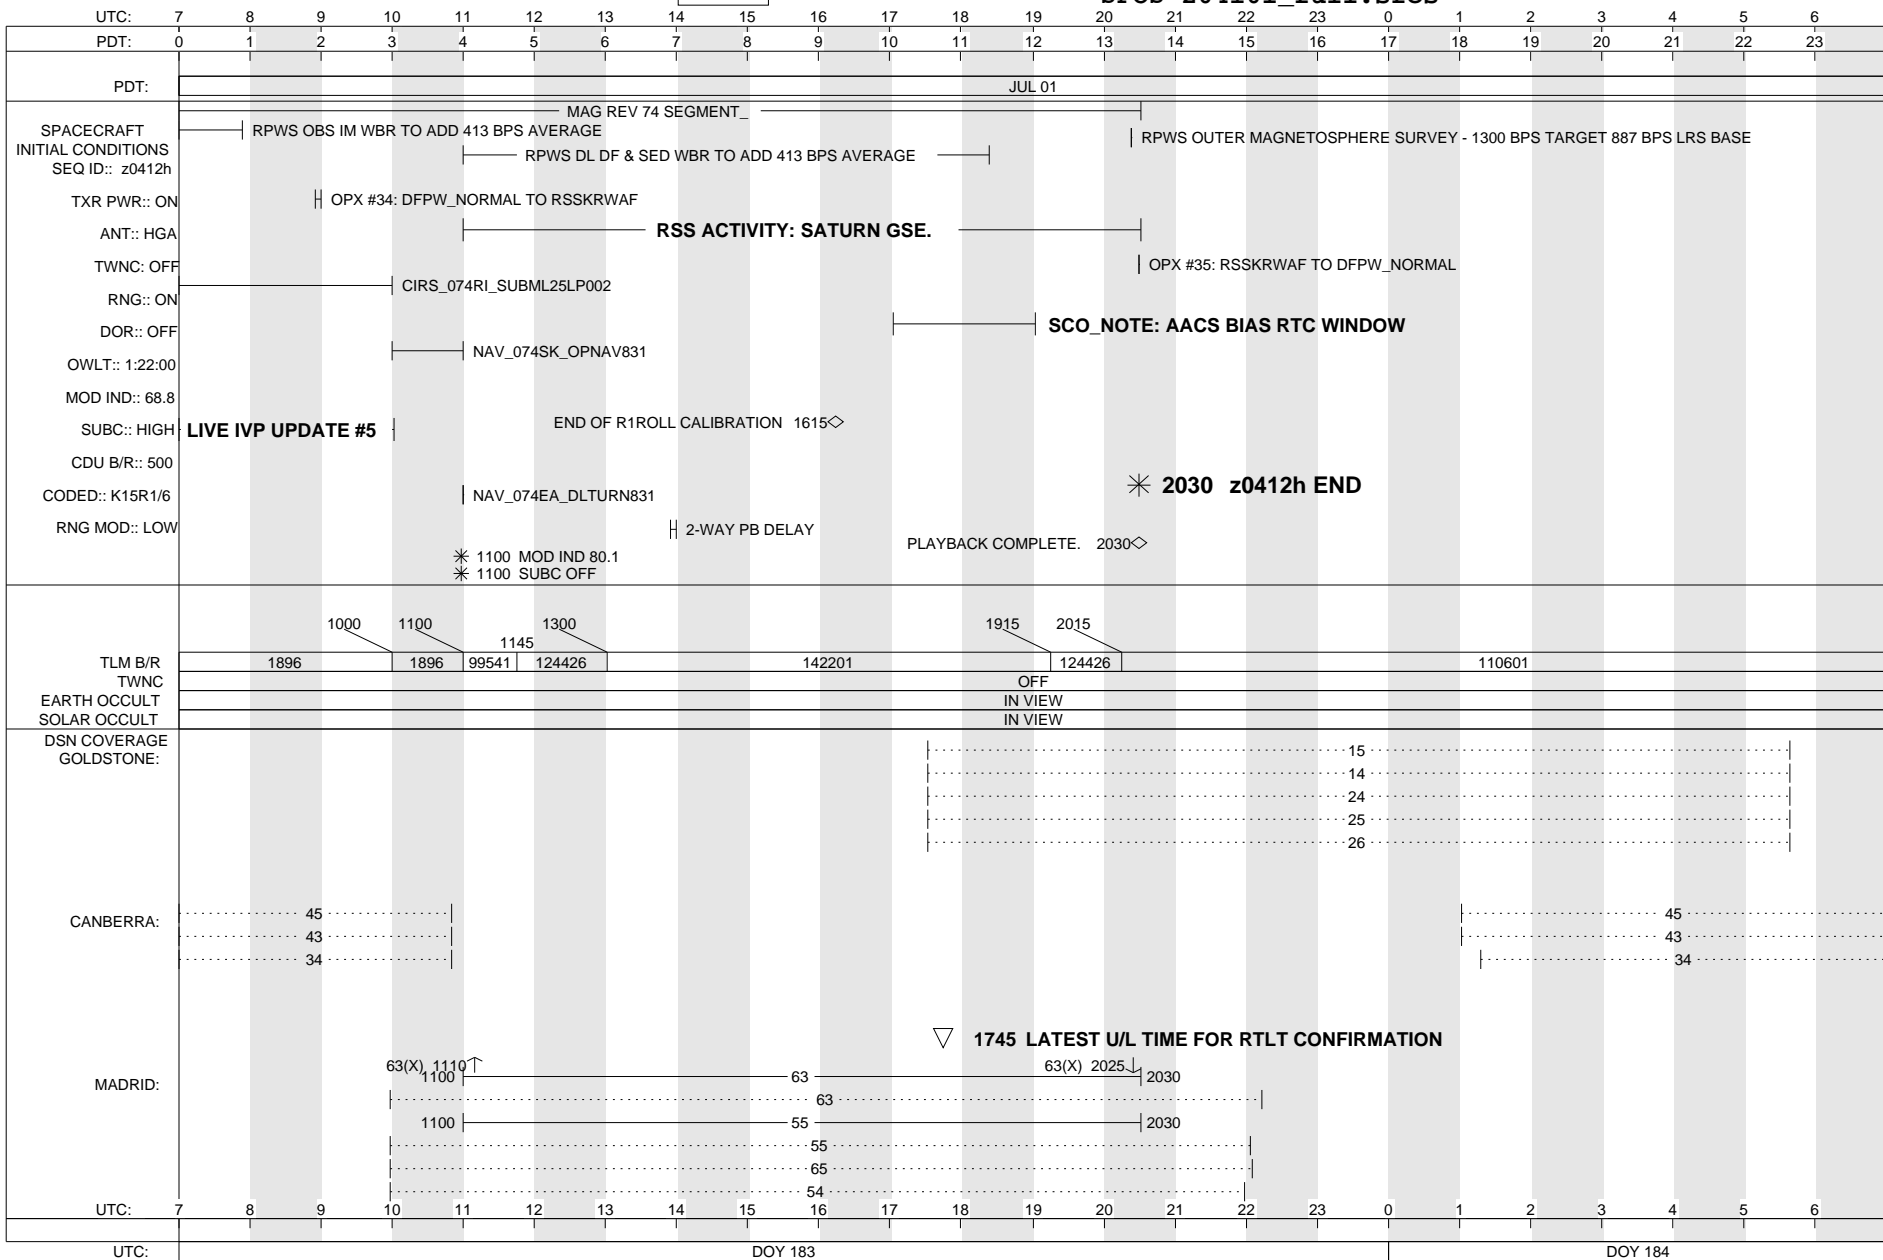 UTC: 7 8 9 10 11 12 13 14 15 16 17 18 19 20 21 22 23 0 1 2 3 4 5 6
PDT: 0 1 2 3 4 5 6 7 8 9 10 11 12 13 14 15 16 17 18 19 20 21 22 23
PDT: JUL 01
MAG REV 74 SEGMENT_
SPACECRAFT
INITIAL CONDITIONS
SEQ ID:: z0412h
RPWS OBS IM WBR TO ADD 413 BPS AVERAGE
RPWS OUTER MAGNETOSPHERE SURVEY - 1300 BPS TARGET 887 BPS LRS BASE
RPWS DL DF & SED WBR TO ADD 413 BPS AVERAGE
TXR PWR:: ON
OPX #34: DFPW_NORMAL TO RSSKRWAF
ANT:: HGA
RSS ACTIVITY: SATURN GSE.
TWNC: OFF
OPX #35: RSSKRWAF TO DFPW_NORMAL
CIRS_074RI_SUBML25LP002
RNG:: ON
DOR:: OFF
SCO_NOTE: AACS BIAS RTC WINDOW
NAV_074SK_OPNAV831
OWLT:: 1:22:00
MOD IND:: 68.8
END OF R1ROLL CALIBRATION 1615
SUBC:: HIGH
LIVE IVP UPDATE #5
CDU B/R:: 500
2030 z0412h END
CODED:: K15R1/6
NAV_074EA_DLTURN831
RNG MOD:: LOW
2-WAY PB DELAY
PLAYBACK COMPLETE. 2030
1100 MOD IND 80.1
1100 SUBC OFF
1000 1100 1145 1300 1915 2015
TLM B/R 1896 1896 99541 124426 142201 124426 110601
TWNC OFF
EARTH OCCULT IN VIEW
SOLAR OCCULT IN VIEW
DSN COVERAGE
GOLDSTONE:
15
14
24
25
26
CANBERRA:
45 45
43 43
34 34
1745 LATEST U/L TIME FOR RTLT CONFIRMATION
63(X) 1110 63(X) 2025
MADRID:
1100 63 2030
63
1100 55 2030
55
65
54
UTC: 7 8 9 10 11 12 13 14 15 16 17 18 19 20 21 22 23 0 1 2 3 4 5 6
UTC: DOY 183 DOY 184